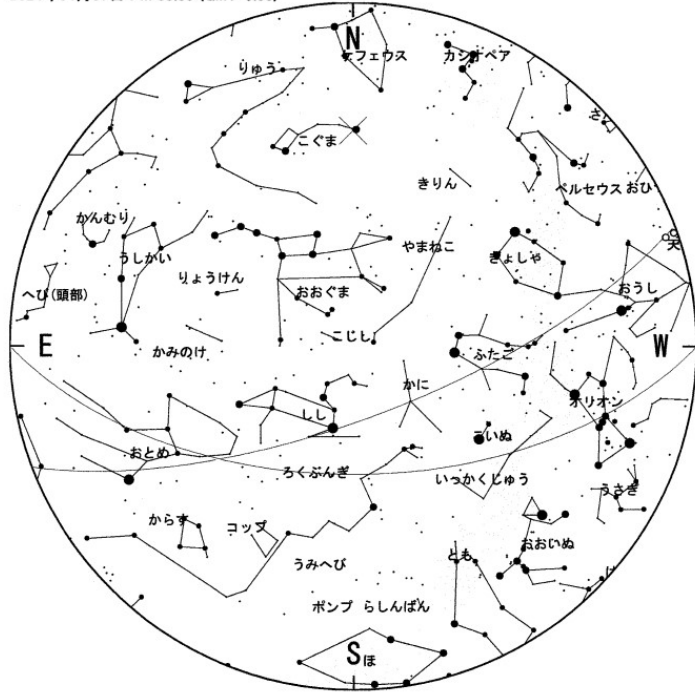 N
ケフェウス
カシオペア
りゅう
こぐま
きりん
ペルセウス
おひ
かんむり
うしかい
やまねこ
ぎょしゃ
りょうけん
おおぐま
おうし
へび(頭部)
E
かみのけ
こじし
ふたご
W
かに
しし
オリオン
おとめ
こいぬ
ろくぶんぎ
いっかくじゅう
うさぎ
からす
コップ
おおいぬ
うみへび
とも
ポンプ らしんばん
S
ほ